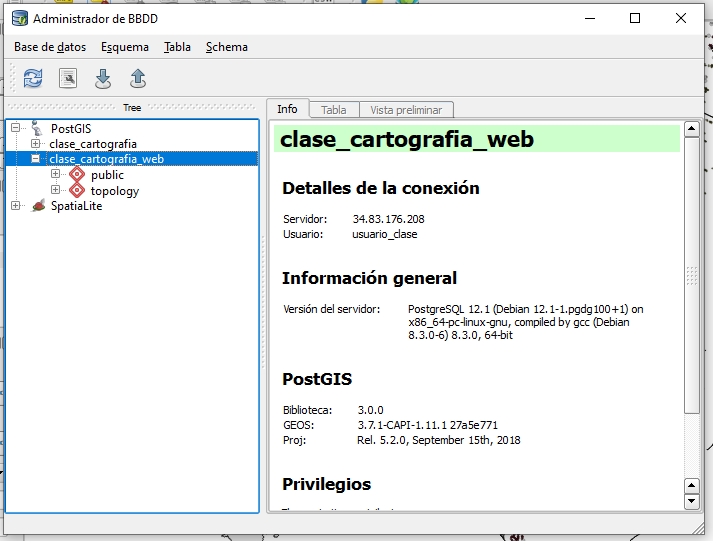 Administrador de BBDD
Base de datos Esquema Tabla Schema
Tree
PostGIS
clase_cartografia
clase_cartografia_web
public
topology
SpatiaLite
Info Tabla Vista preliminar
clase_cartografia_web
Detalles de la conexión
Servidor: 34.83.176.208
Usuario: usuario_clase
Información general
Versión del servidor: PostgreSQL 12.1 (Debian 12.1-1.pgdg100+1) on
x86_64-pc-linux-gnu, compiled by gcc (Debian
8.3.0-6) 8.3.0, 64-bit
PostGIS
Biblioteca: 3.0.0
GEOS: 3.7.1-CAPI-1.11.1 27a5e771
Proj: Rel. 5.2.0, September 15th, 2018
Privilegios